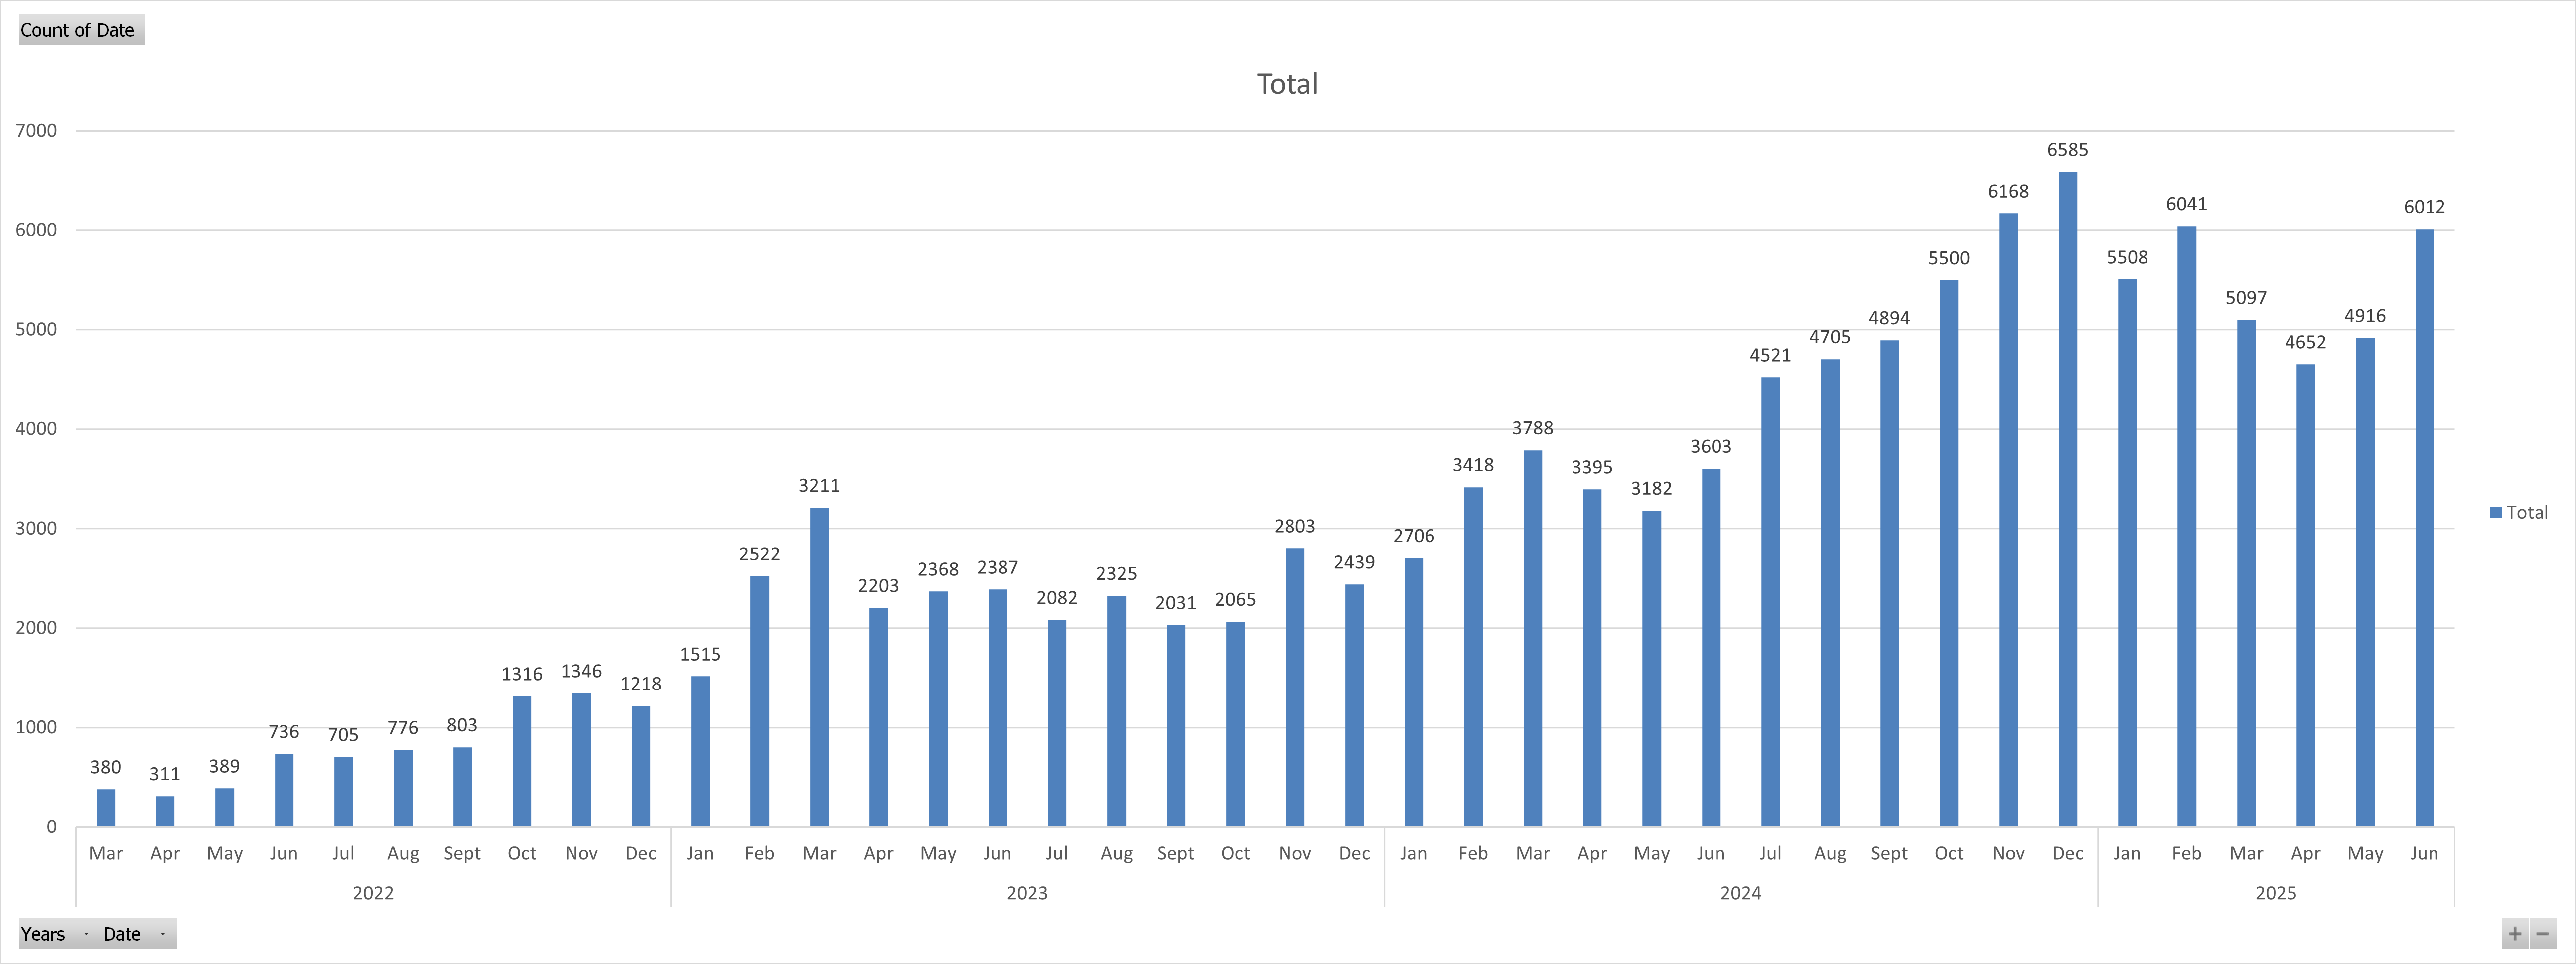 Count of Date
Total
7000
6000
5000
4000
3000
2000
1000
0
380 311 389 736 705 776 803 1316 1346 1218 1515 2522 3211 2203 2368 2387 2082 2325 2031 2065 2803 2439 2706 3418 3788 3395 3182 3603 4521 4705 4894 5500 6168 6585 5508 6041 5097 4652 4916 6012
Total
Mar Apr May Jun Jul Aug Sept Oct Nov Dec Jan Feb Mar Apr May Jun Jul Aug Sept Oct Nov Dec Jan Feb Mar Apr May Jun Jul Aug Sept Oct Nov Dec Jan Feb Mar Apr May Jun
2022 2023 2024 2025
Years Date